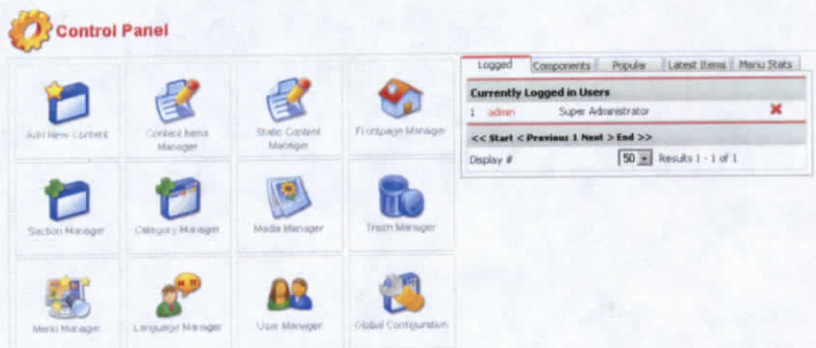 Control Panel
Logged Components Popular Latest Items Menu Stats
Currently Logged in Users
1 admin Super Administrator
<< Start < Previous 1 Next > End >>
Display # 50 Results 1 - 1 of 1
Add New Content
Content Items Manager
Static Content Manager
Frontpage Manager
Section Manager
Category Manager
Media Manager
Trash Manager
Menu Manager
Language Manager
User Manager
Global Configuration